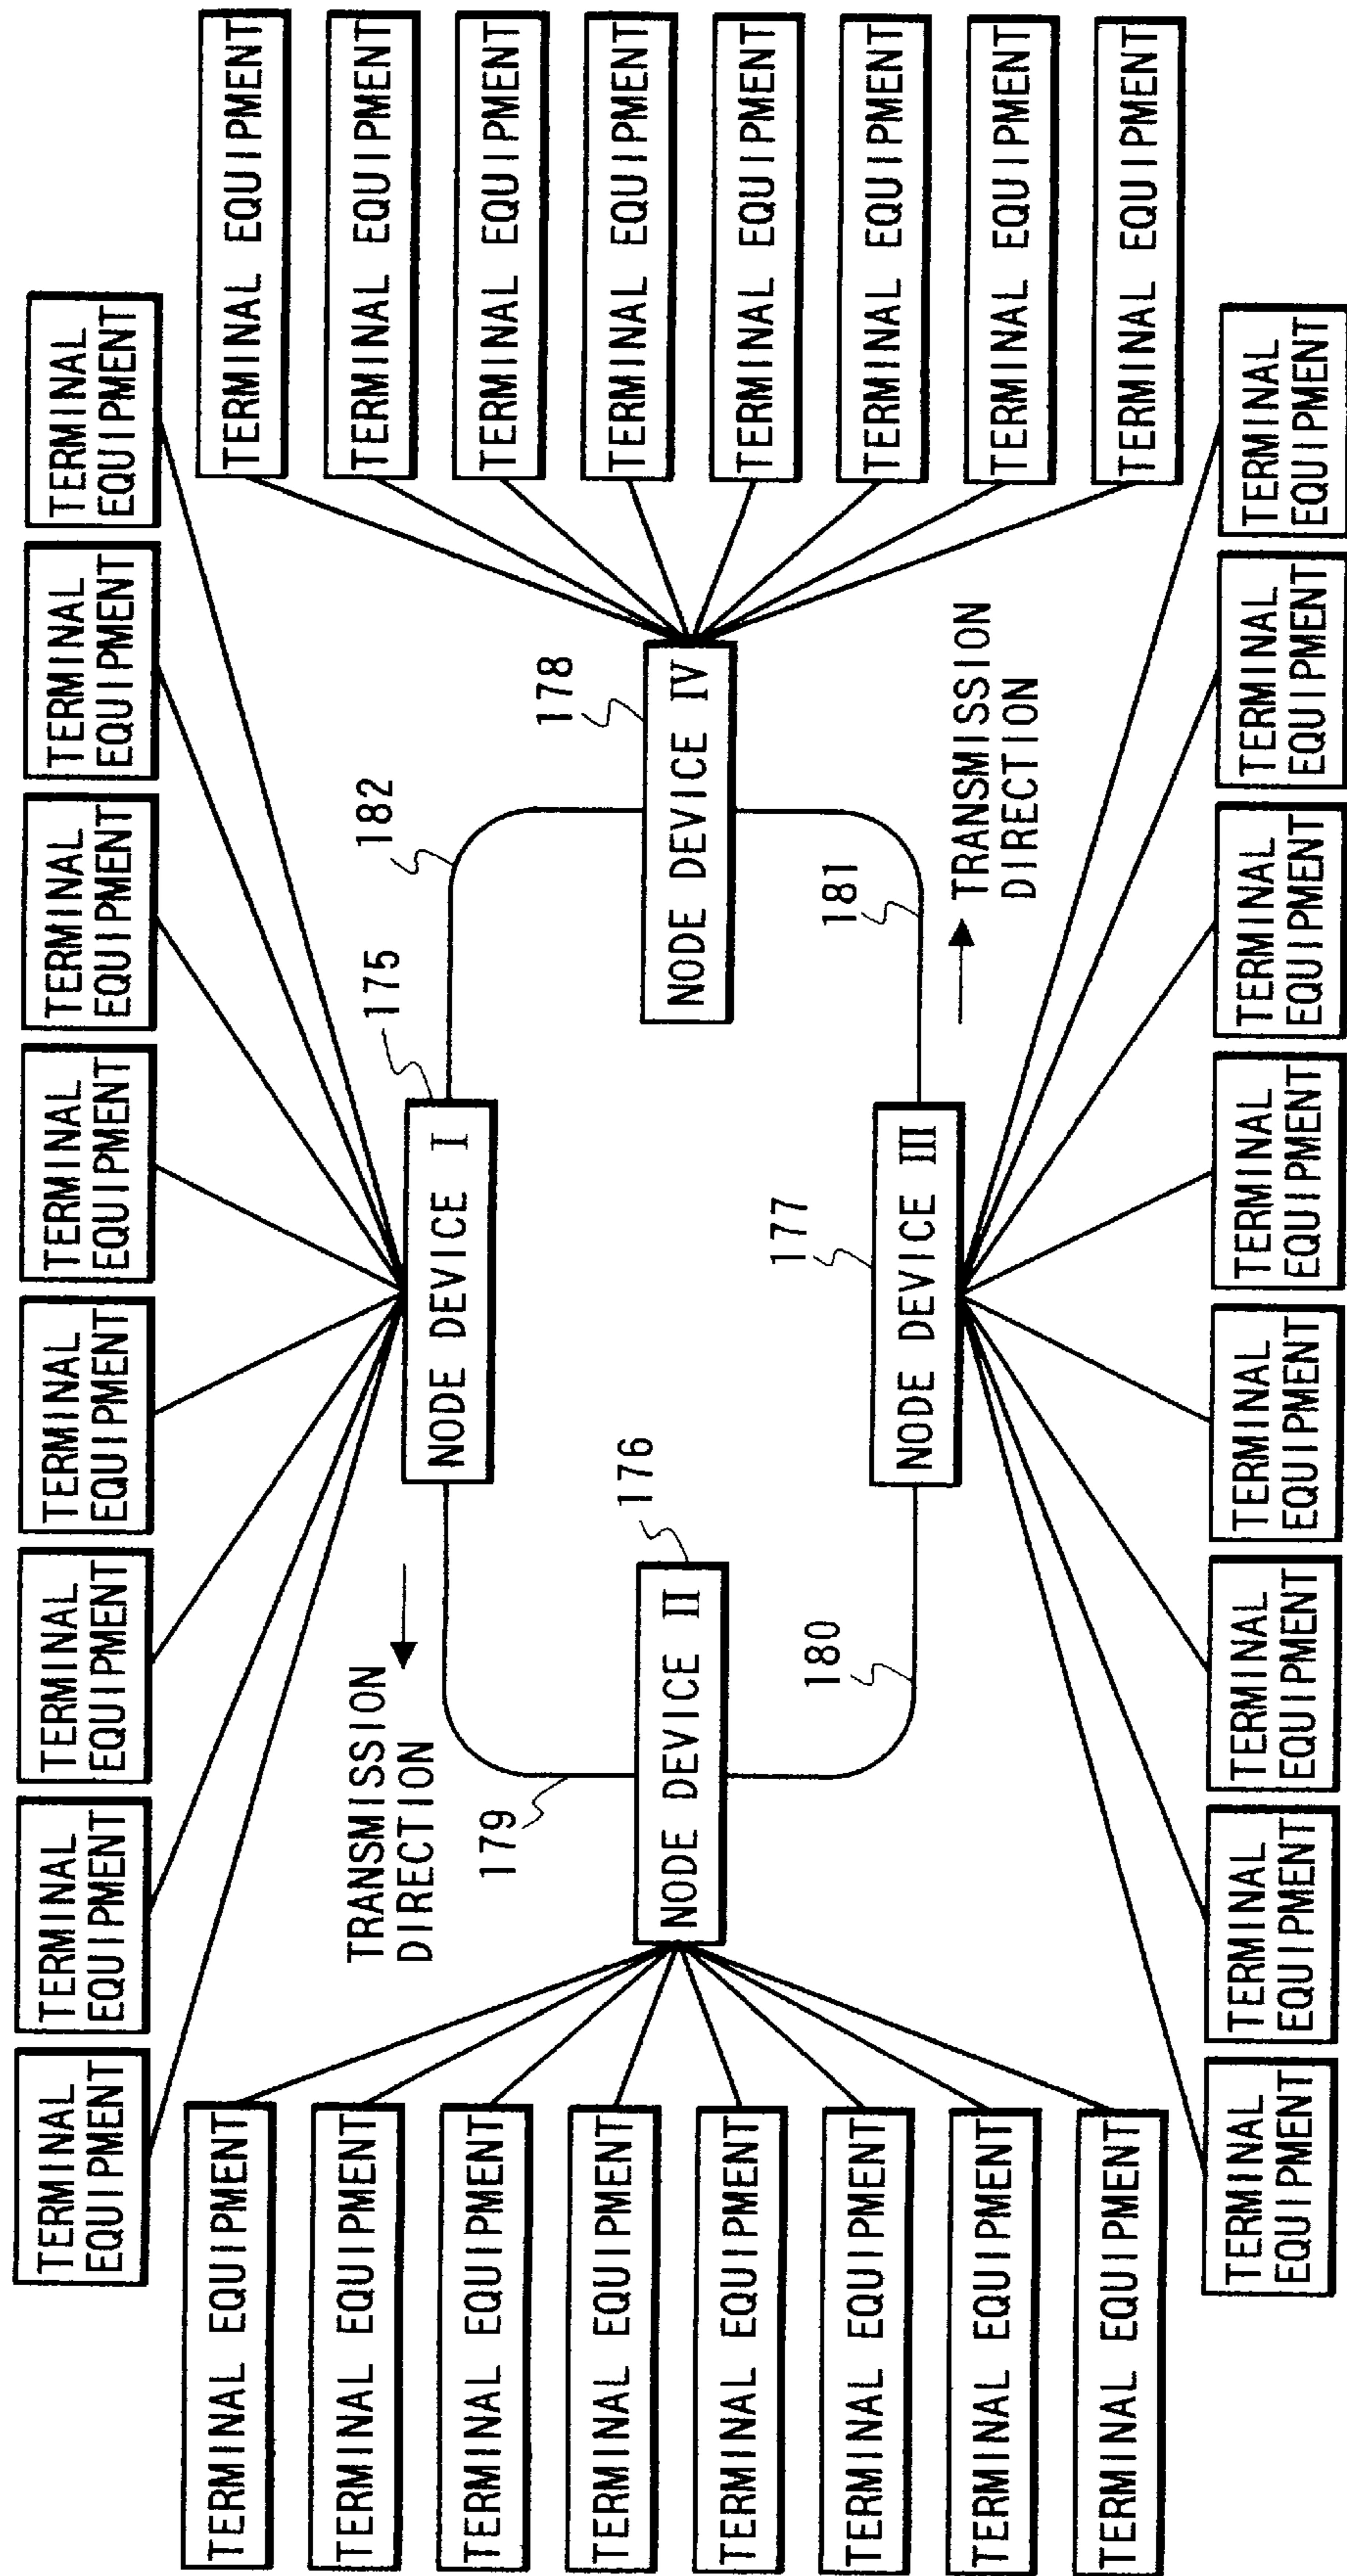 TERMINAL
EQUIPMENT
TERMINAL
EQUIPMENT
TERMINAL
EQUIPMENT
TERMINAL
EQUIPMENT
TERMINAL
EQUIPMENT
TERMINAL
EQUIPMENT
TERMINAL
EQUIPMENT
TERMINAL
EQUIPMENT
TERMINAL EQUIPMENT
TERMINAL EQUIPMENT
TERMINAL EQUIPMENT
TERMINAL EQUIPMENT
TERMINAL EQUIPMENT
TERMINAL EQUIPMENT
TERMINAL EQUIPMENT
TERMINAL EQUIPMENT
TRANSMISSION
DIRECTION
179
NODE DEVICE I
175
182
NODE DEVICE II
176
178
NODE DEVICE IV
180
177
NODE DEVICE III
181
TRANSMISSION
DIRECTION
TERMINAL EQUIPMENT
TERMINAL EQUIPMENT
TERMINAL EQUIPMENT
TERMINAL EQUIPMENT
TERMINAL EQUIPMENT
TERMINAL EQUIPMENT
TERMINAL EQUIPMENT
TERMINAL EQUIPMENT
TERMINAL
EQUIPMENT
TERMINAL
EQUIPMENT
TERMINAL
EQUIPMENT
TERMINAL
EQUIPMENT
TERMINAL
EQUIPMENT
TERMINAL
EQUIPMENT
TERMINAL
EQUIPMENT
TERMINAL
EQUIPMENT